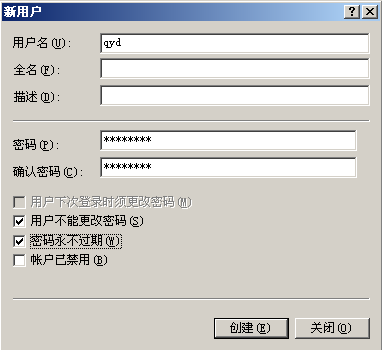 新用户
用户名(U): qyd
全名(F):
描述(D):
密码(P): ********
确认密码(C): ********
用户下次登录时须更改密码(M)
用户不能更改密码(S)
密码永不过期(W)
帐户已禁用(B)
创建(E) 关闭(O)